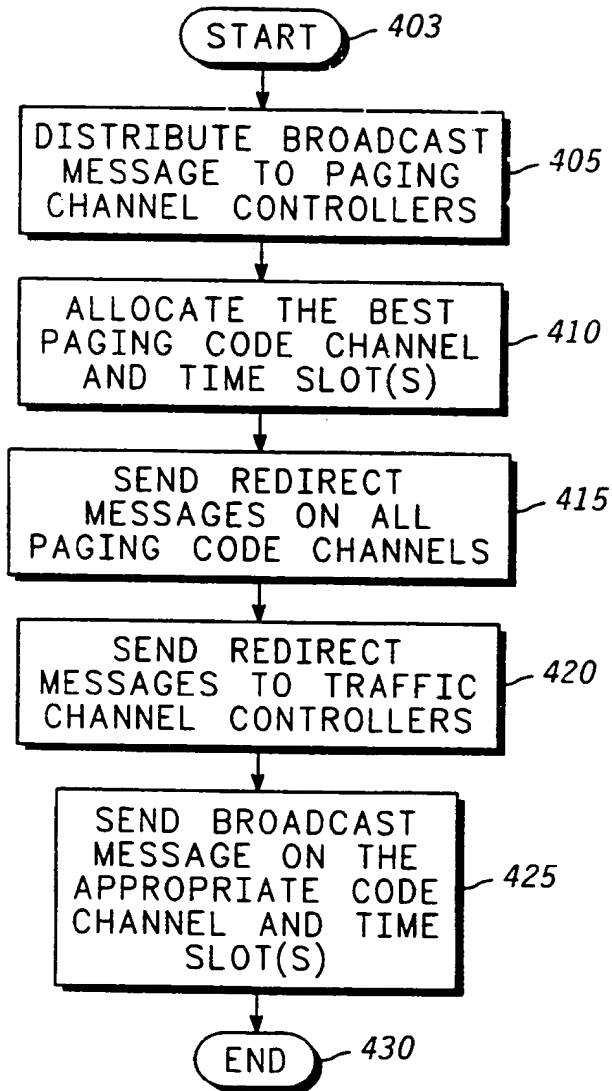 START
403
DISTRIBUTE BROADCAST
MESSAGE TO PAGING
CHANNEL CONTROLLERS
405
ALLOCATE THE BEST
PAGING CODE CHANNEL
AND TIME SLOT(S)
410
SEND REDIRECT
MESSAGES ON ALL
PAGING CODE CHANNELS
415
SEND REDIRECT
MESSAGES TO TRAFFIC
CHANNEL CONTROLLERS
420
SEND BROADCAST
MESSAGE ON THE
APPROPRIATE CODE
CHANNEL AND TIME
SLOT(S)
425
END
430